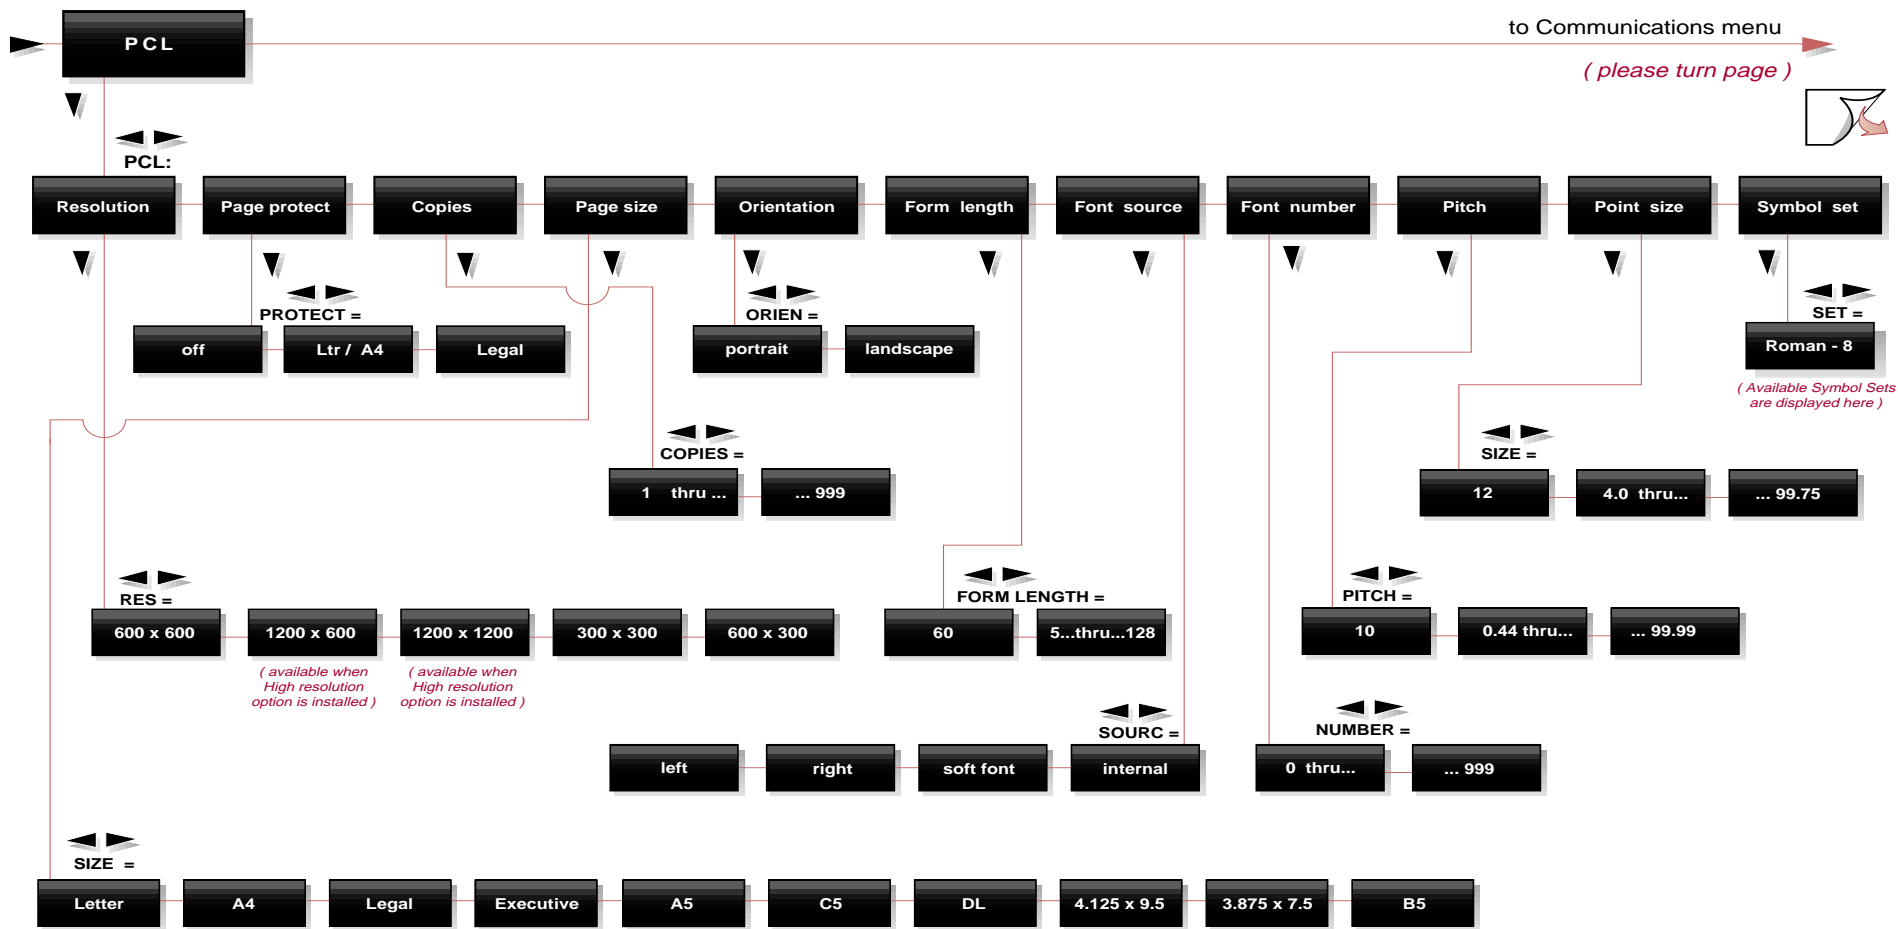 PCL
to Communications menu
( please turn page )
PCL:
Resolution
Page protect
Copies
Page size
Orientation
Form length
Font source
Font number
Pitch
Point size
Symbol set
PROTECT =
off
Ltr / A4
Legal
ORIEN =
portrait
landscape
SET =
Roman - 8
( Available Symbol Sets
are displayed here )
COPIES =
1 thru ...
... 999
SIZE =
12
4.0 thru...
... 99.75
RES =
600 x 600
1200 x 600
1200 x 1200
300 x 300
600 x 300
( available when
High resolution
option is installed )
( available when
High resolution
option is installed )
FORM LENGTH =
60
5...thru...128
PITCH =
10
0.44 thru...
... 99.99
SOURC =
left
right
soft font
internal
NUMBER =
0 thru...
... 999
SIZE =
Letter
A4
Legal
Executive
A5
C5
DL
4.125 x 9.5
3.875 x 7.5
B5